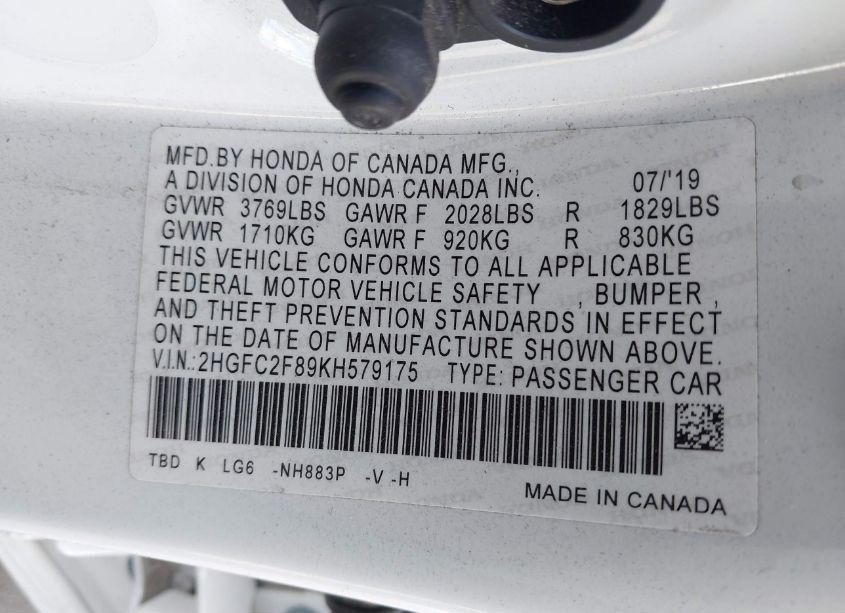 MFD.BY HONDA OF CANADA MFG.,
A DIVISION OF HONDA CANADA INC. 07/'19
GVWR 3769LBS GAWR F 2028LBS R 1829LBS
GVWR 1710KG GAWR F 920KG R 830KG
THIS VEHICLE CONFORMS TO ALL APPLICABLE
FEDERAL MOTOR VEHICLE SAFETY , BUMPER ,
AND THEFT PREVENTION STANDARDS IN EFFECT
ON THE DATE OF MANUFACTURE SHOWN ABOVE.
V.I.N.:2HGFC2F89KH579175 TYPE: PASSENGER CAR
TBD K LG6 -NH883P -V -H
MADE IN CANADA